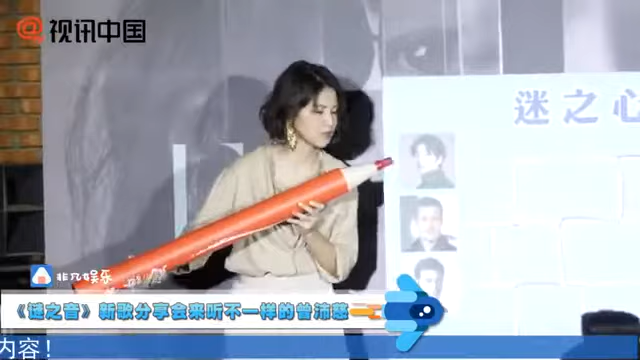 @视讯中国
迷之心
非凡娱乐
《谜之音》新歌分享会来听不一样的曾沛慈
内容！